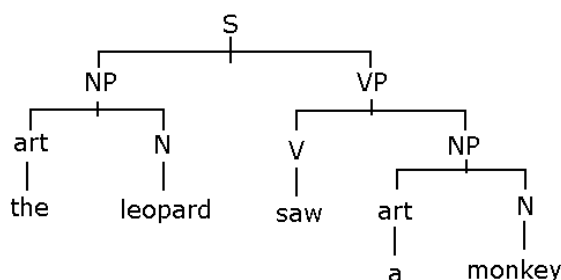 S
NP VP
art N V NP
the leopard saw art N
a monkey